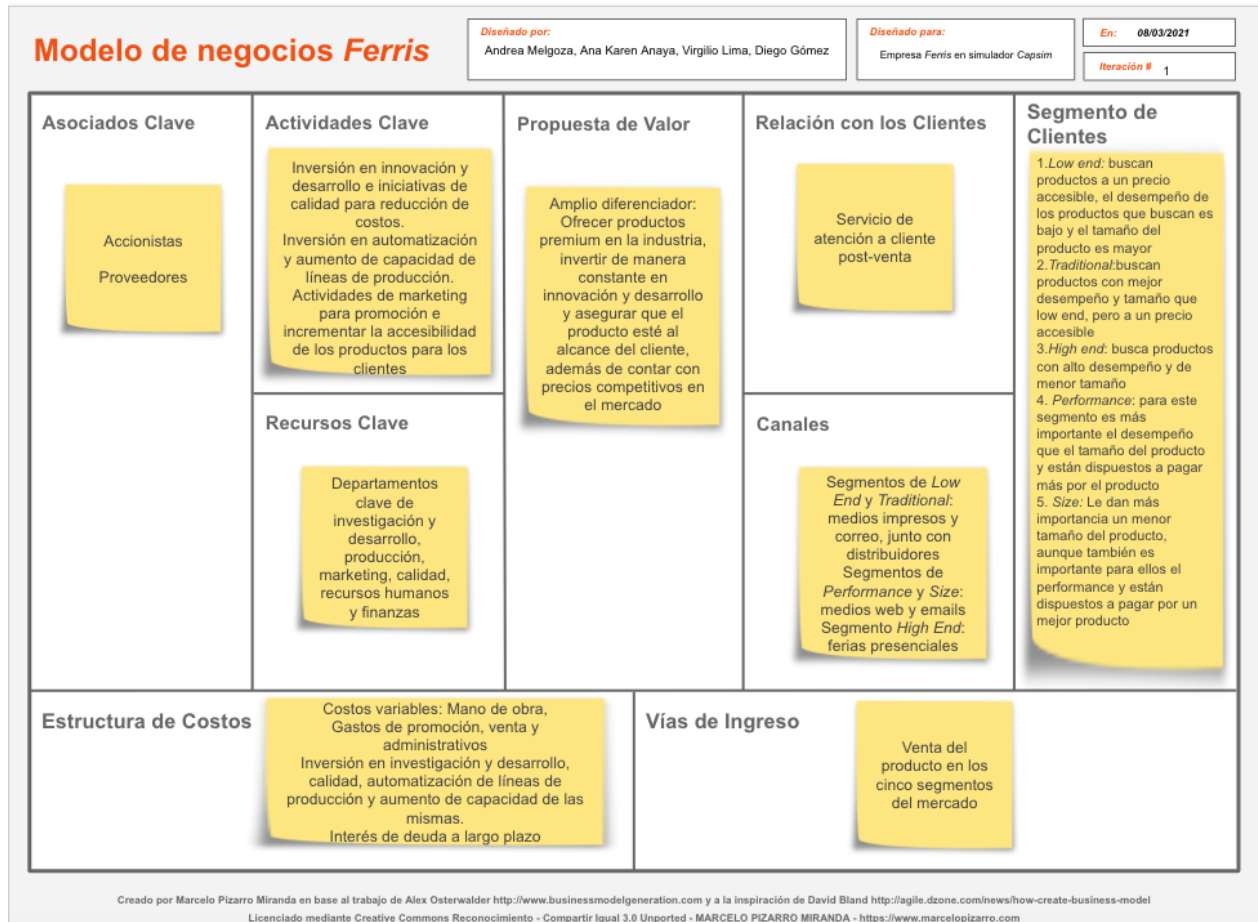 Modelo de negocios Ferris
Diseñado por:
Andrea Melgoza, Ana Karen Anaya, Virgilio Lima, Diego Gómez
Diseñado para:
Empresa Ferris en simulador Capsim
En: 08/03/2021
Iteración # 1
Asociados Clave
Accionistas
Proveedores
Actividades Clave
Inversión en innovación y
desarrollo e iniciativas de
calidad para reducción de
costos.
Inversión en automatización
y aumento de capacidad de
líneas de producción.
Actividades de marketing
para promoción e
incrementar la accesibilidad
de los productos para los
clientes
Recursos Clave
Departamentos
clave de
investigación y
desarrollo,
producción,
marketing, calidad,
recursos humanos
y finanzas
Propuesta de Valor
Amplio diferenciador:
Ofrecer productos
premium en la industria,
invertir de manera
constante en
innovación y desarrollo
y asegurar que el
producto esté al
alcance del cliente,
además de contar con
precios competitivos en
el mercado
Relación con los Clientes
Servicio de
atención a cliente
post-venta
Canales
Segmentos de Low
End y Traditional:
medios impresos y
correo, junto con
distribuidores
Segmentos de
Performance y Size:
medios web y emails
Segmento High End:
ferias presenciales
Segmento de
Clientes
1.Low end: buscan
productos a un precio
accesible, el desempeño de
los productos que buscan es
bajo y el tamaño del
producto es mayor
2.Traditional:buscan
productos con mejor
desempeño y tamaño que
low end, pero a un precio
accesible
3.High end: busca productos
con alto desempeño y de
menor tamaño
4. Performance: para este
segmento es más
importante el desempeño
que el tamaño del producto
y están dispuestos a pagar
más por el producto
5. Size: Le dan más
importancia un menor
tamaño del producto,
aunque también es
importante para ellos el
performance y están
dispuestos a pagar por un
mejor producto
Estructura de Costos
Costos variables: Mano de obra,
Gastos de promoción, venta y
administrativos
Inversión en investigación y desarrollo,
calidad, automatización de líneas de
producción y aumento de capacidad de las
mismas.
Interés de deuda a largo plazo
Vías de Ingreso
Venta del
producto en los
cinco segmentos
del mercado
Creado por Marcelo Pizarro Miranda en base al trabajo de Alex Osterwalder http://www.businessmodelgeneration.com y a la inspiración de David Bland http://agile.dzone.com/news/how-create-business-model
Licenciado mediante Creative Commons Reconocimiento - Compartir Igual 3.0 Unported - MARCELO PIZARRO MIRANDA - https://www.marcelopizarro.com